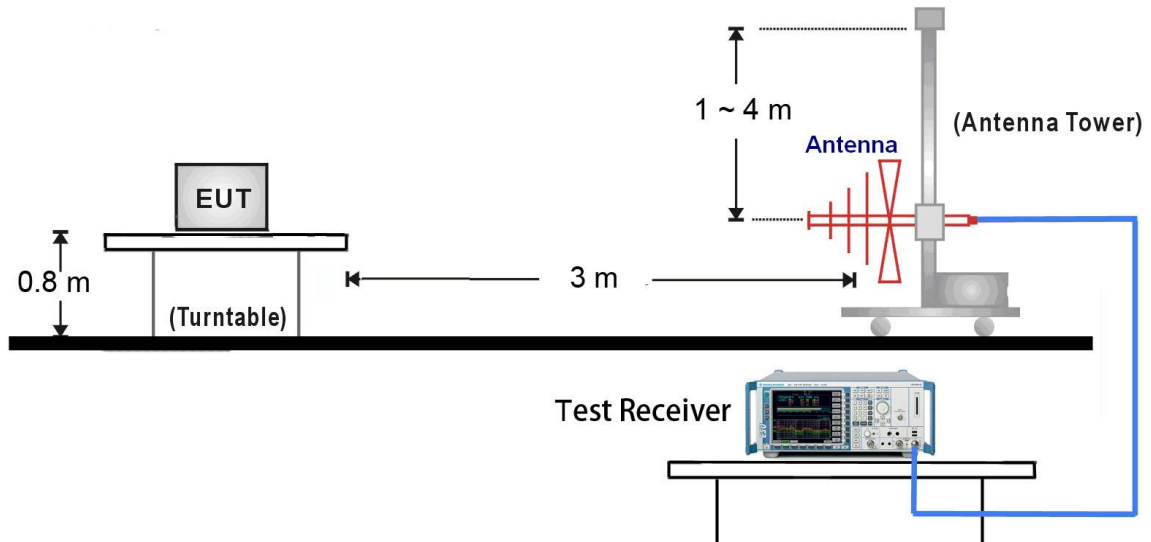 1 ~ 4 m
(Antenna Tower)
Antenna
EUT
0.8 m
3 m
(Turntable)
Test Receiver